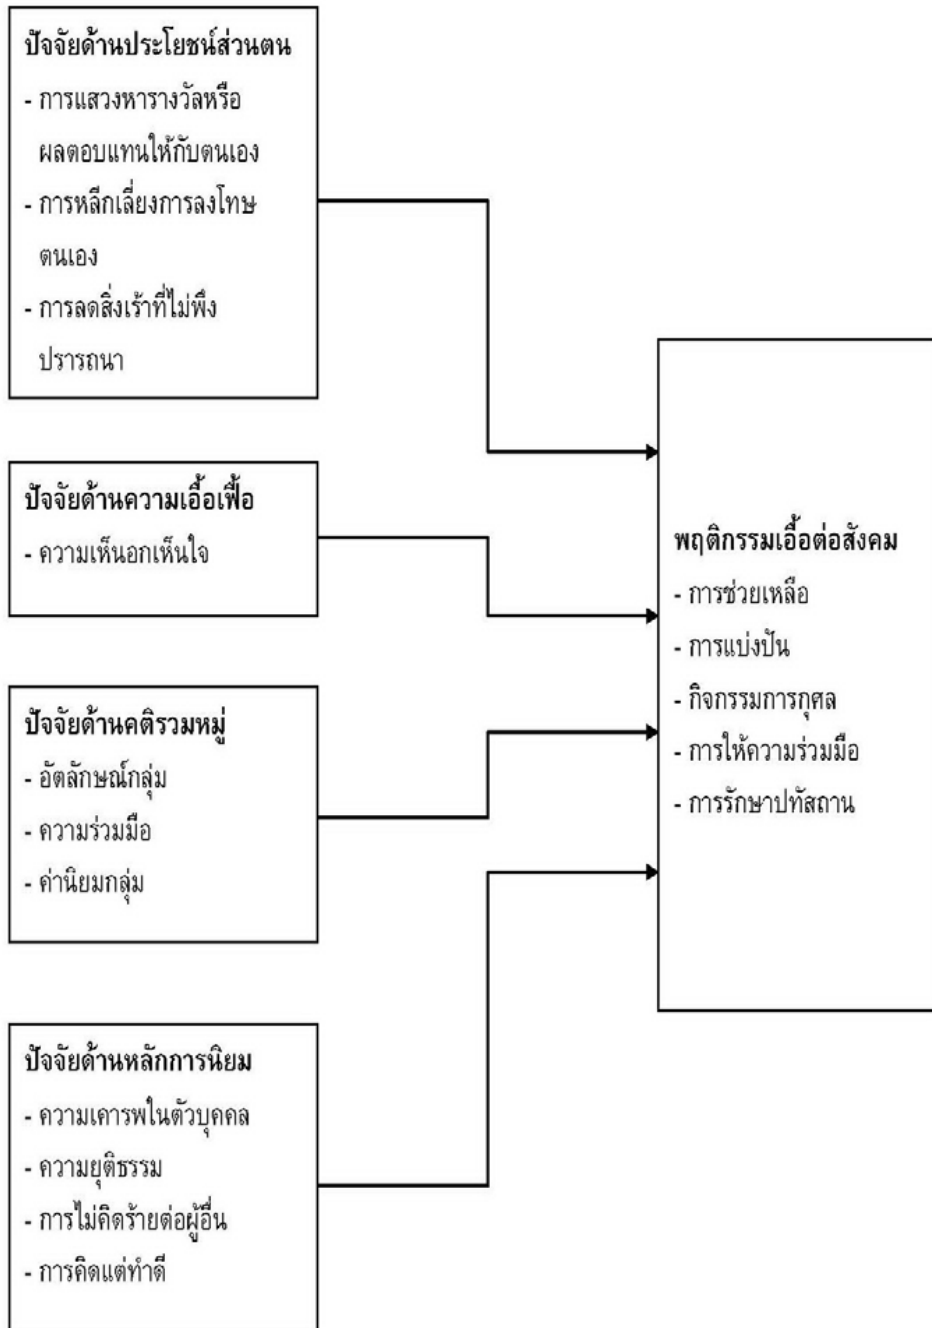 ปัจจัยด้านประโยชน์ส่วนตน
- การแสวงหารางวัลหรือ
ผลตอบแทนให้กับตนเอง
- การหลีกเลี่ยงการลงโทษ
ตนเอง
- การลดสิ่งเร้าที่ไม่พึง
ปรารถนา
ปัจจัยด้านความเอื้อเฟื้อ
- ความเห็นอกเห็นใจ
ปัจจัยด้านคติรวมหมู่
- อัตลักษณ์กลุ่ม
- ความร่วมมือ
- ค่านิยมกลุ่ม
ปัจจัยด้านหลักการนิยม
- ความเคารพในตัวบุคคล
- ความยุติธรรม
- การไม่คิดร้ายต่อผู้อื่น
- การคิดแต่ทำดี
พฤติกรรมเอื้อต่อสังคม
- การช่วยเหลือ
- การแบ่งปัน
- กิจกรรมการกุศล
- การให้ความร่วมมือ
- การรักษาปทัสถาน